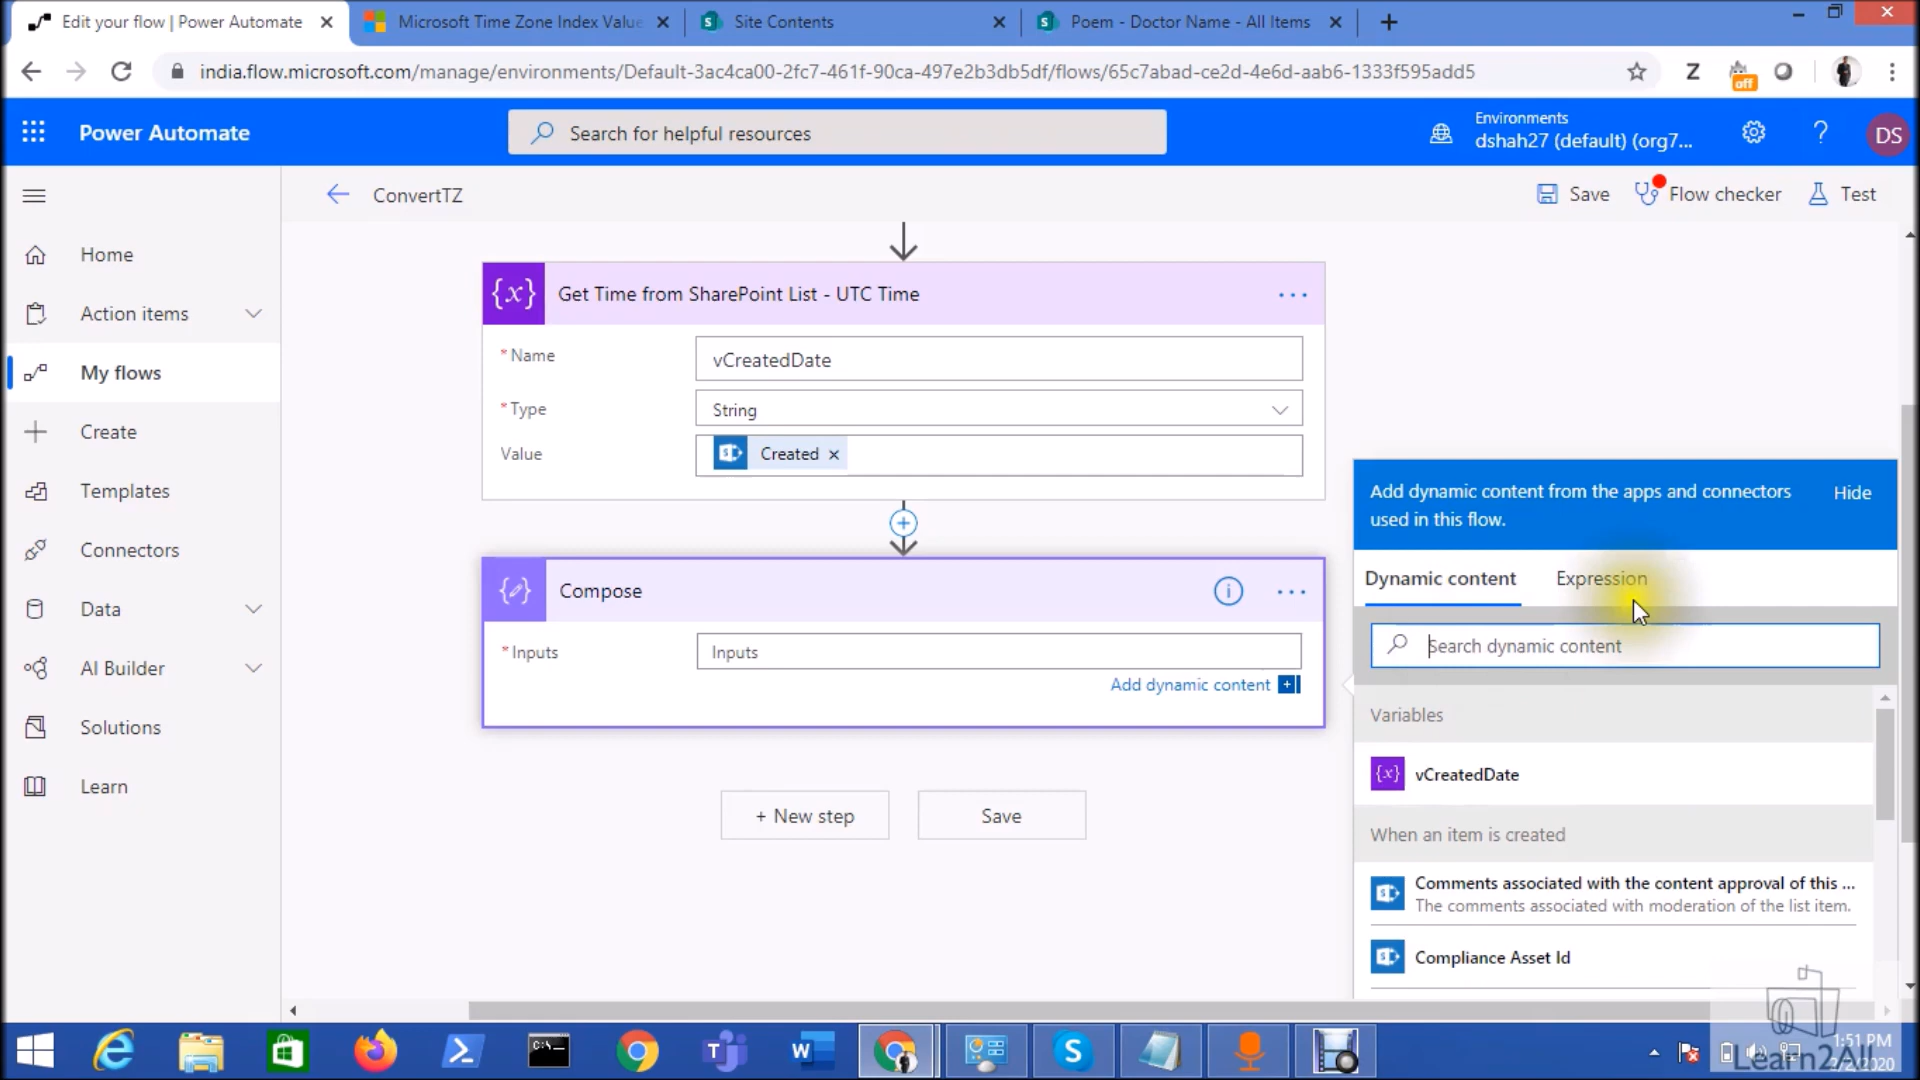 Edit your flow | Power Automate
Microsoft Time Zone Index Value
Site Contents
Poem - Doctor Name - All Items
india.flow.microsoft.com/manage/environments/Default-3ac4ca00-2fc7-461f-90ca-497e2b3db5df/flows/65c7abad-ce2d-4e6d-aab6-1333f595add5
Z
off
Power Automate
Search for helpful resources
Environments
dshah27 (default) (org7...
?
DS
ConvertTZ
Save
Flow checker
Test
Home
Action items
My flows
Create
Templates
Connectors
Data
AI Builder
Solutions
Learn
{x} Get Time from SharePoint List - UTC Time
* Name
vCreatedDate
* Type
String
Value
Created ×
Compose
* Inputs
Inputs
Add dynamic content
+ New step
Save
Add dynamic content from the apps and connectors
used in this flow.
Hide
Dynamic content
Expression
Search dynamic content
Variables
{x} vCreatedDate
When an item is created
Comments associated with the content approval of this ...
The comments associated with moderation of the list item.
Compliance Asset Id
1:51 PM